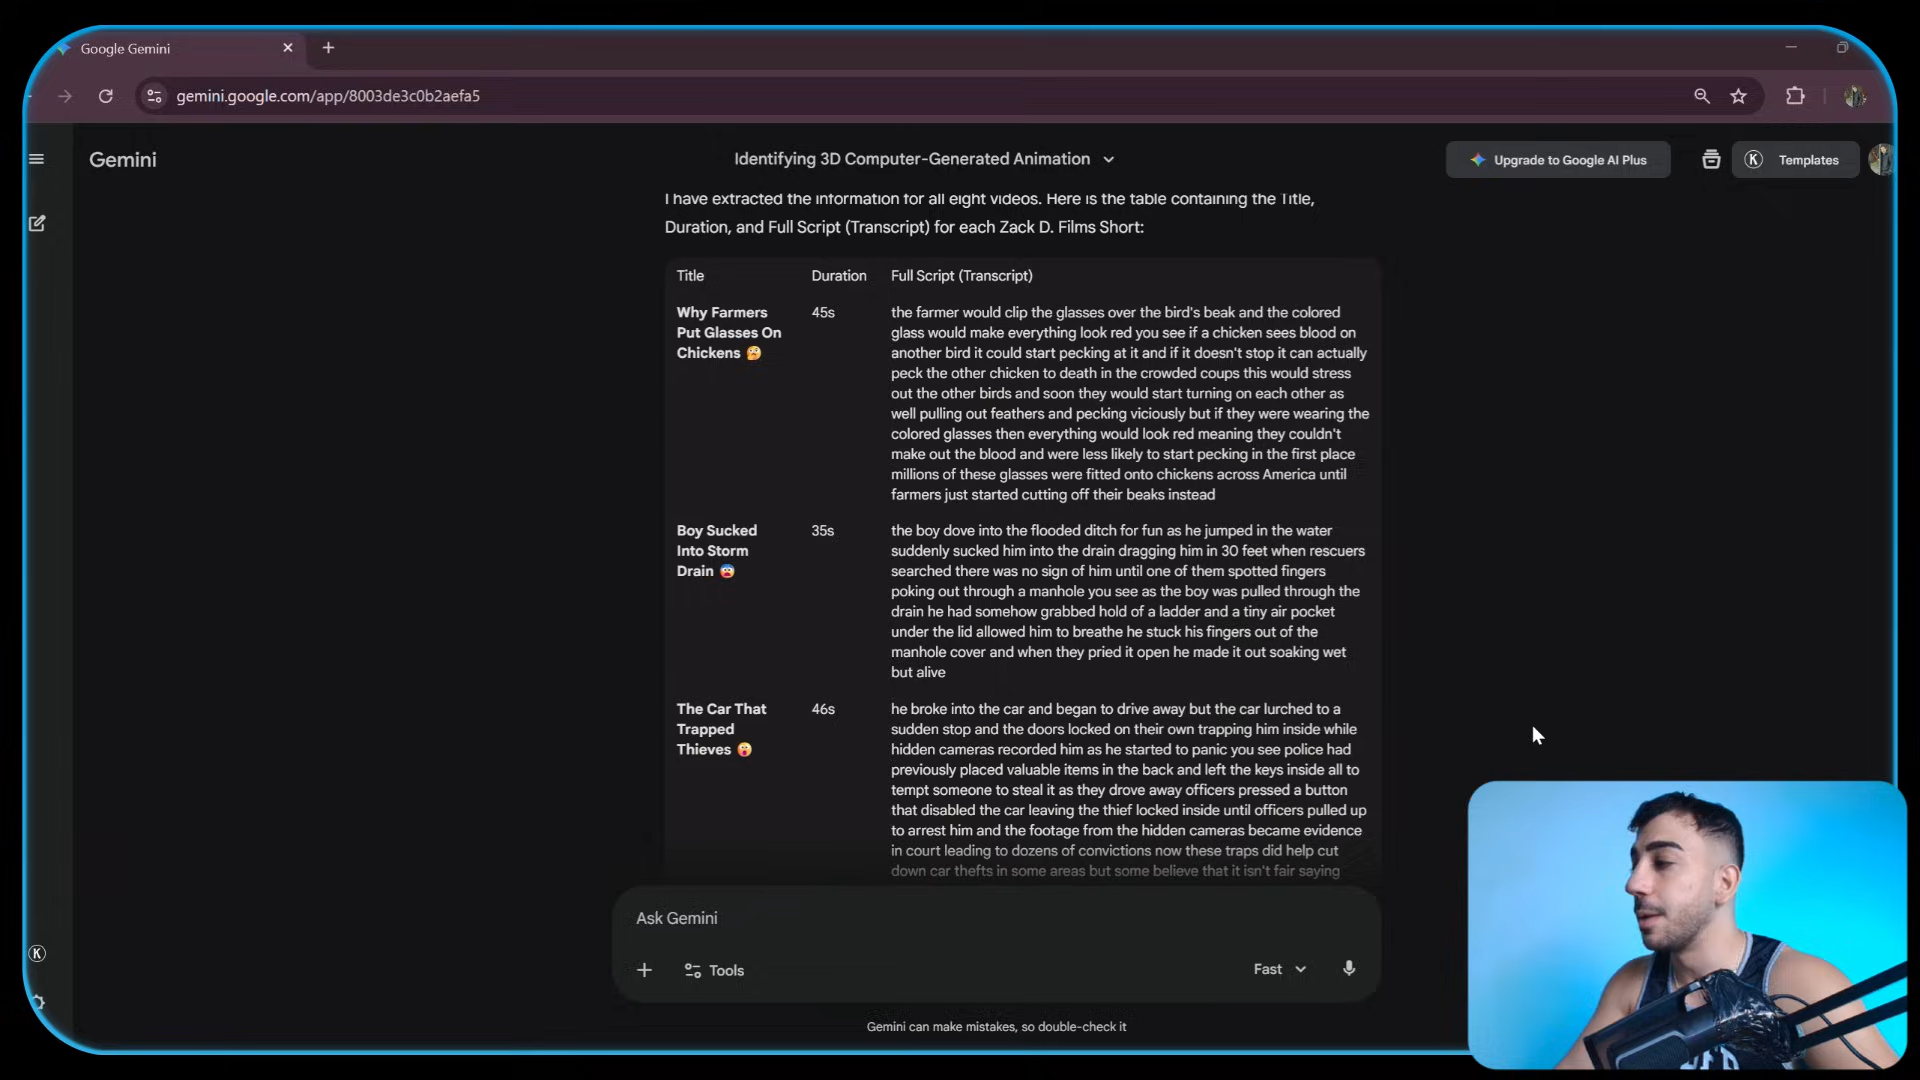 Google Gemini
gemini.google.com/app/8003de3c0b2aefa5
Gemini
Identifying 3D Computer-Generated Animation
Upgrade to Google AI Plus
K
Templates
I have extracted the information for all eight videos. Here is the table containing the Title,
Duration, and Full Script (Transcript) for each Zack D. Films Short:
Title Duration Full Script (Transcript)
Why Farmers
Put Glasses On
Chickens 🤔
45s
the farmer would clip the glasses over the bird's beak and the colored
glass would make everything look red you see if a chicken sees blood on
another bird it could start pecking at it and if it doesn't stop it can actually
peck the other chicken to death in the crowded coups this would stress
out the other birds and soon they would start turning on each other as
well pulling out feathers and pecking viciously but if they were wearing the
colored glasses then everything would look red meaning they couldn't
make out the blood and were less likely to start pecking in the first place
millions of these glasses were fitted onto chickens across America until
farmers just started cutting off their beaks instead
Boy Sucked
Into Storm
Drain 😨
35s
the boy dove into the flooded ditch for fun as he jumped in the water
suddenly sucked him into the drain dragging him in 30 feet when rescuers
searched there was no sign of him until one of them spotted fingers
poking out through a manhole you see as the boy was pulled through the
drain he had somehow grabbed hold of a ladder and a tiny air pocket
under the lid allowed him to breathe he stuck his fingers out of the
manhole cover and when they pried it open he made it out soaking wet
but alive
The Car That
Trapped
Thieves 😲
46s
he broke into the car and began to drive away but the car lurched to a
sudden stop and the doors locked on their own trapping him inside while
hidden cameras recorded him as he started to panic you see police had
previously placed valuable items in the back and left the keys inside all to
tempt someone to steal it as they drove away officers pressed a button
that disabled the car leaving the thief locked inside until officers pulled up
to arrest him and the footage from the hidden cameras became evidence
in court leading to dozens of convictions now these traps did help cut
down car thefts in some areas but some believe that it isn't fair saying
Ask Gemini
Tools
Fast
K
Gemini can make mistakes, so double-check it